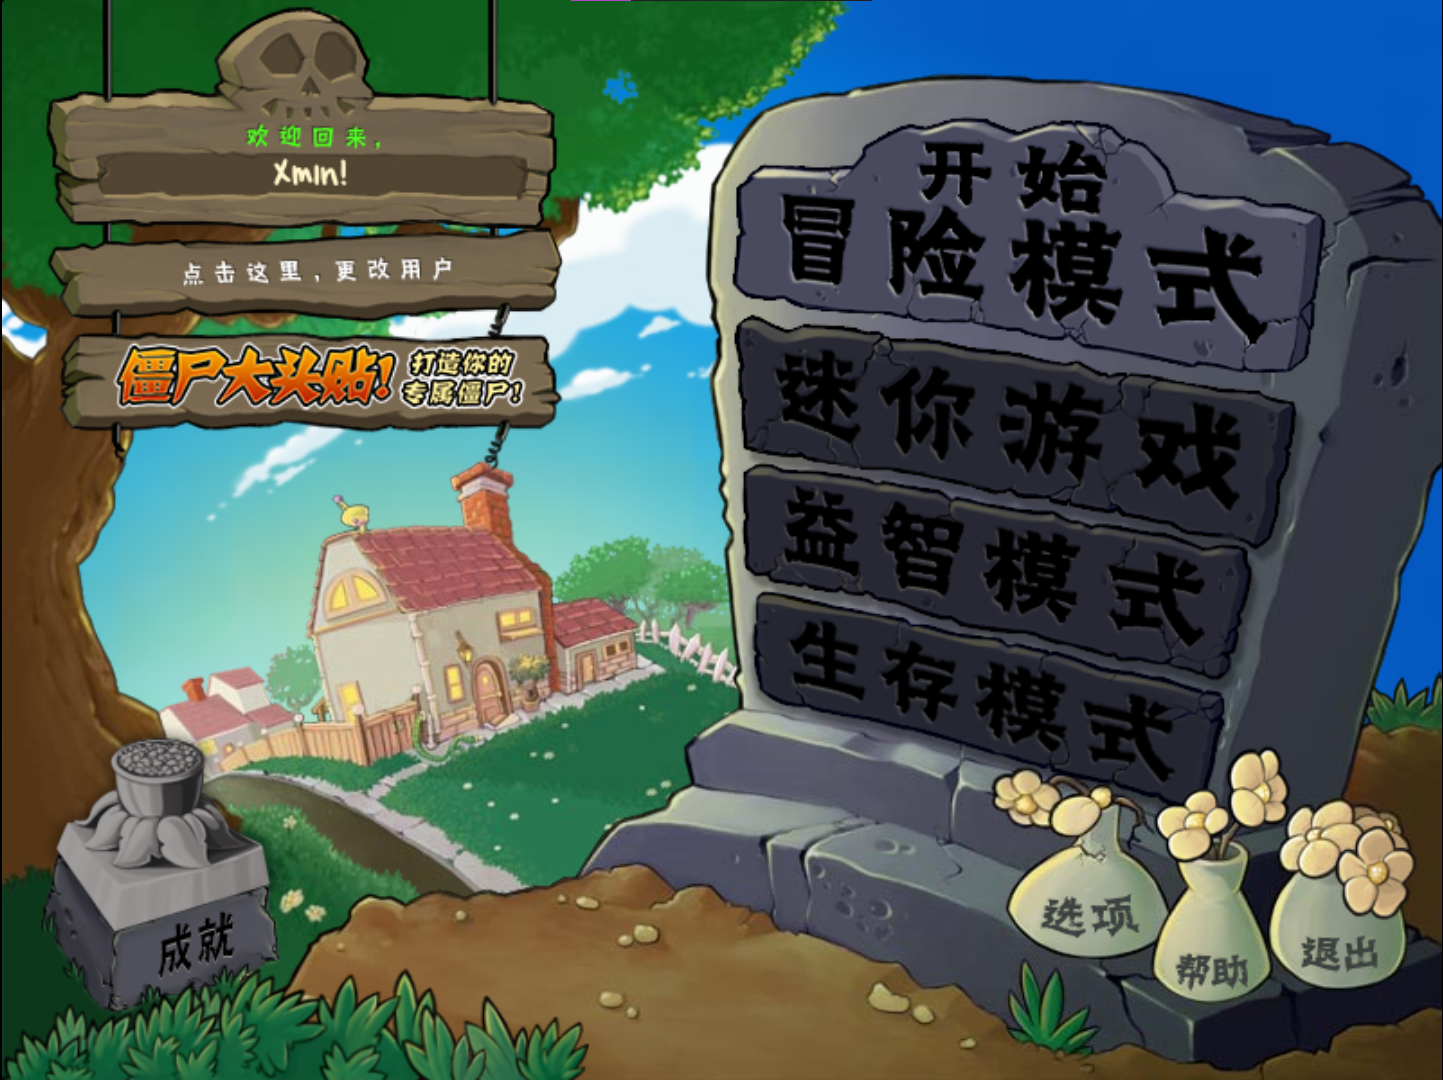 欢迎回来,
Xmin!
点击这里,更改用户
僵尸大头贴!
打造你的
专属僵尸!
开始
冒险模式
迷你游戏
益智模式
生存模式
成就
选项
帮助
退出